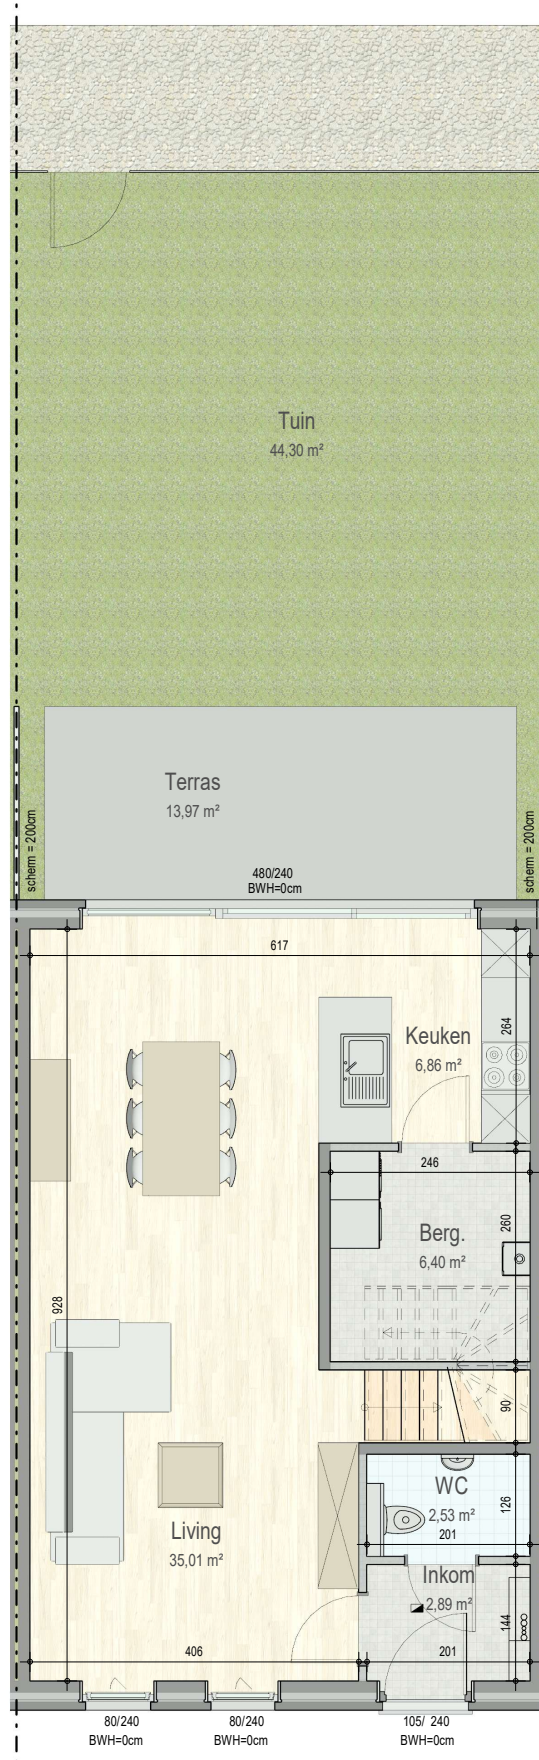 Tuin
44,30 m²
Terras
13,97 m²
scherm = 200cm
scherm = 200cm
480/240
BWH=0cm
617
264
Keuken
6,86 m²
246
Berg.
6,40 m²
260
928
90
WC
2,53 m²
126
201
Living
35,01 m²
Inkom
2,89 m²
144
406
201
80/240
BWH=0cm
80/240
BWH=0cm
105/ 240
BWH=0cm